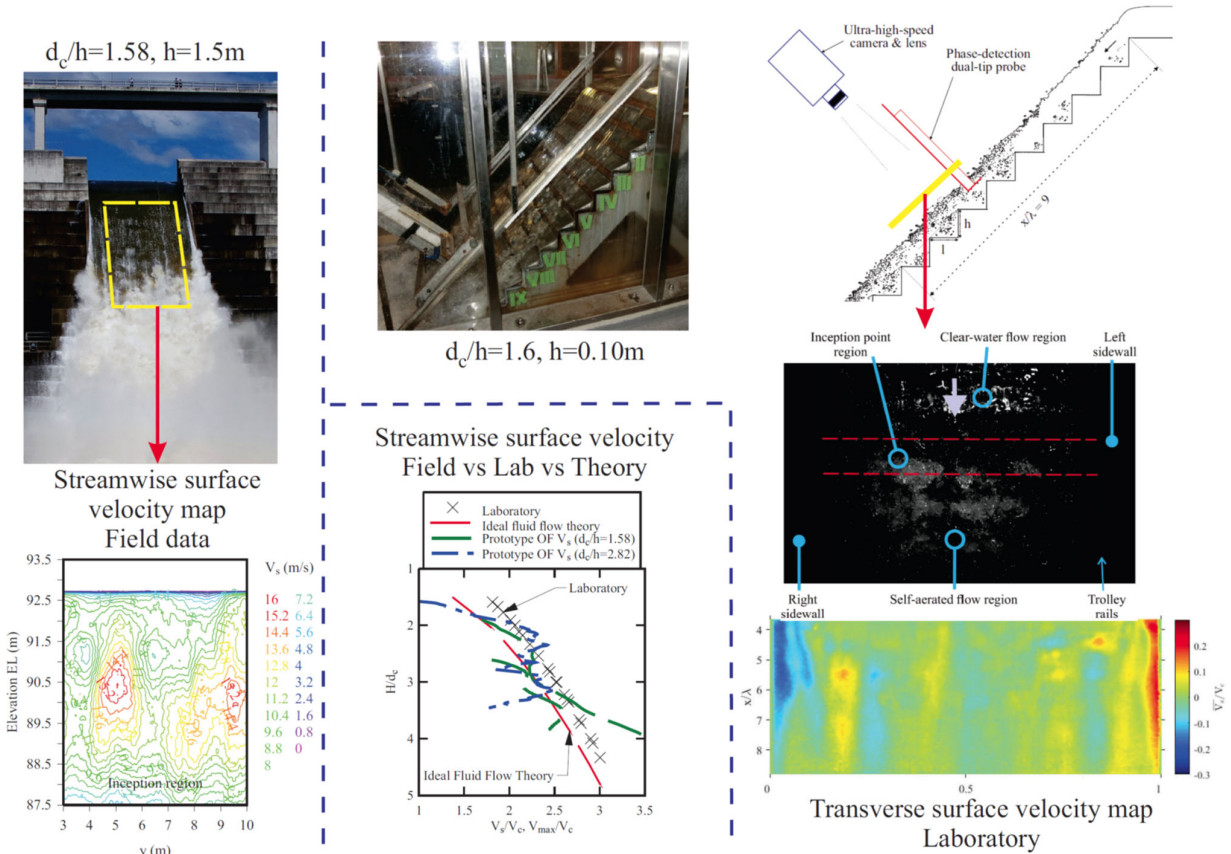 d_c/h=1.58, h=1.5m
Streamwise surface
velocity map
Field data
V_s (m/s)
93.5
92.5
91.5
90.5
89.5
88.5
87.5
Elevation EL (m)
16 7.2
15.2 6.4
14.4 5.6
13.6 4.8
12.8 4
12 3.2
11.2 2.4
10.4 1.6
9.6 0.8
8.8 0
8
Inception region
3 4 5 6 7 8 9 10
y (m)
II
III
IV
V
VI
VII
VIII
IX
d_c/h=1.6, h=0.10m
Streamwise surface velocity
Field vs Lab vs Theory
Laboratory
Ideal fluid flow theory
Prototype OF V_s (d_c/h=1.58)
Prototype OF V_s (d_c/h=2.82)
1
2
3
4
5
H/d_c
Laboratory
Ideal Fluid Flow Theory
1 1.5 2 2.5 3 3.5
V_s/V_c, V_max/V_c
Ultra-high-speed
camera & lens
Phase-detection
dual-tip probe
x/λ = 9
h
l
Inception point
region
Clear-water flow region
Left
sidewall
Right
sidewall
Self-aerated flow region
Trolley
rails
4
5
6
7
8
x/λ
0 0.5 1
0.2
0.1
0
-0.1
-0.2
-0.3
Transverse surface velocity map
Laboratory